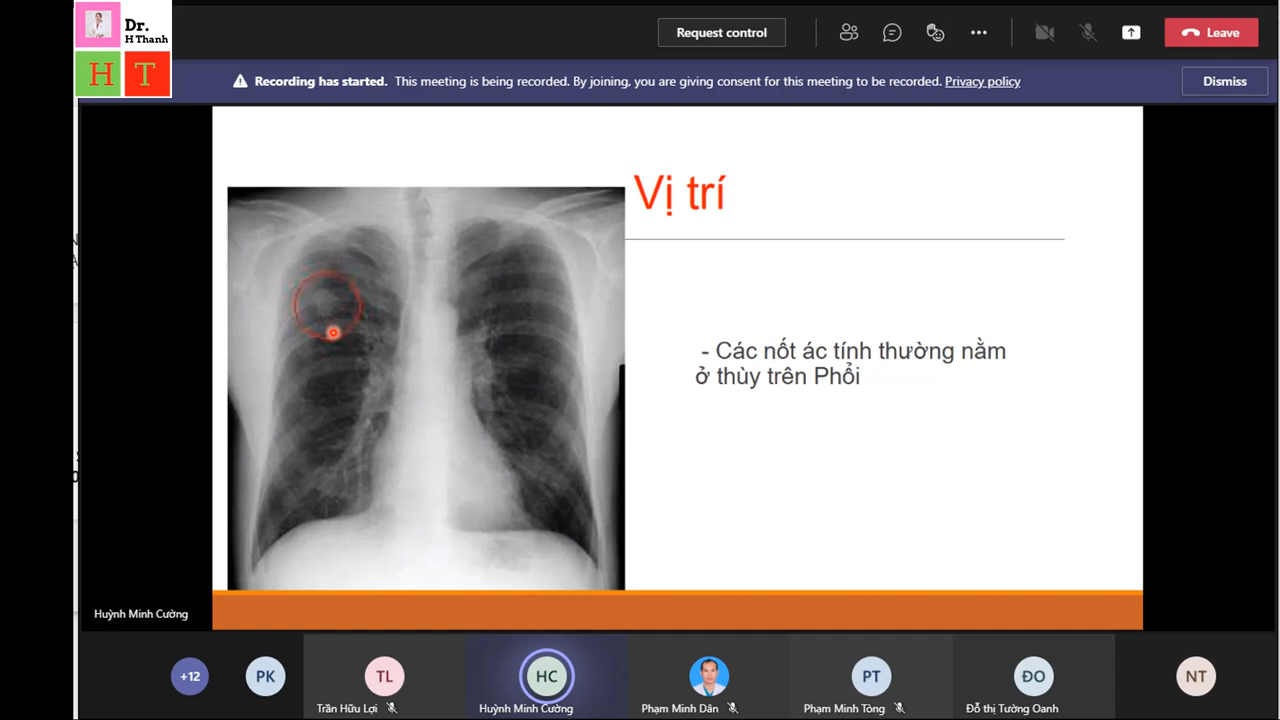 Dr.
H Thanh
H T
Request control
Leave
Recording has started. This meeting is being recorded. By joining, you are giving consent for this meeting to be recorded. Privacy policy
Dismiss
Vị trí
- Các nốt ác tính thường nằm
ở thùy trên Phổi
Huỳnh Minh Cường
+12
PK
TL
HC
PT
ĐO
NT
Trần Hữu Lợi
Huỳnh Minh Cường
Phạm Minh Dân
Phạm Minh Tòng
Đỗ thị Tường Oanh